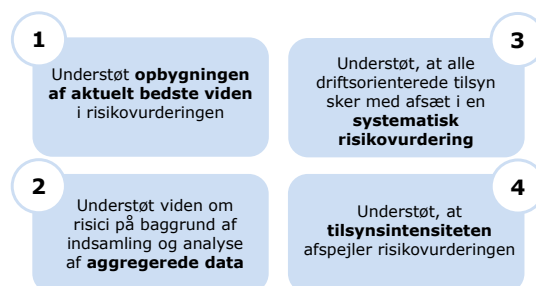 1
Understøt opbygningen
af aktuelt bedste viden
i risikovurderingen
2
Understøt viden om
risici på baggrund af
indsamling og analyse
af aggregerede data
3
Understøt, at alle
driftsorienterede tilsyn
sker med afsæt i en
systematisk
risikovurdering
4
Understøt, at
tilsynsintensiteten
afspejler risikovurderingen